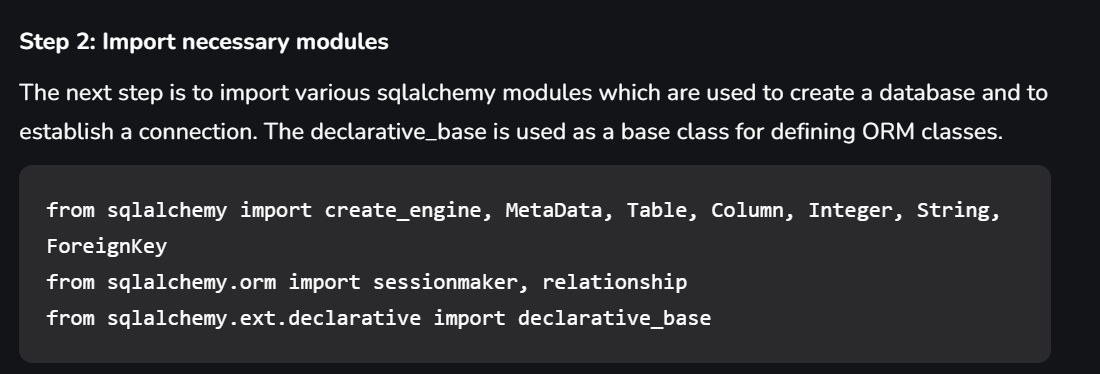 Step 2: Import necessary modules
The next step is to import various sqlalchemy modules which are used to create a database and to
establish a connection. The declarative_base is used as a base class for defining ORM classes.
from sqlalchemy import create_engine, MetaData, Table, Column, Integer, String,
ForeignKey
from sqlalchemy.orm import sessionmaker, relationship
from sqlalchemy.ext.declarative import declarative_base